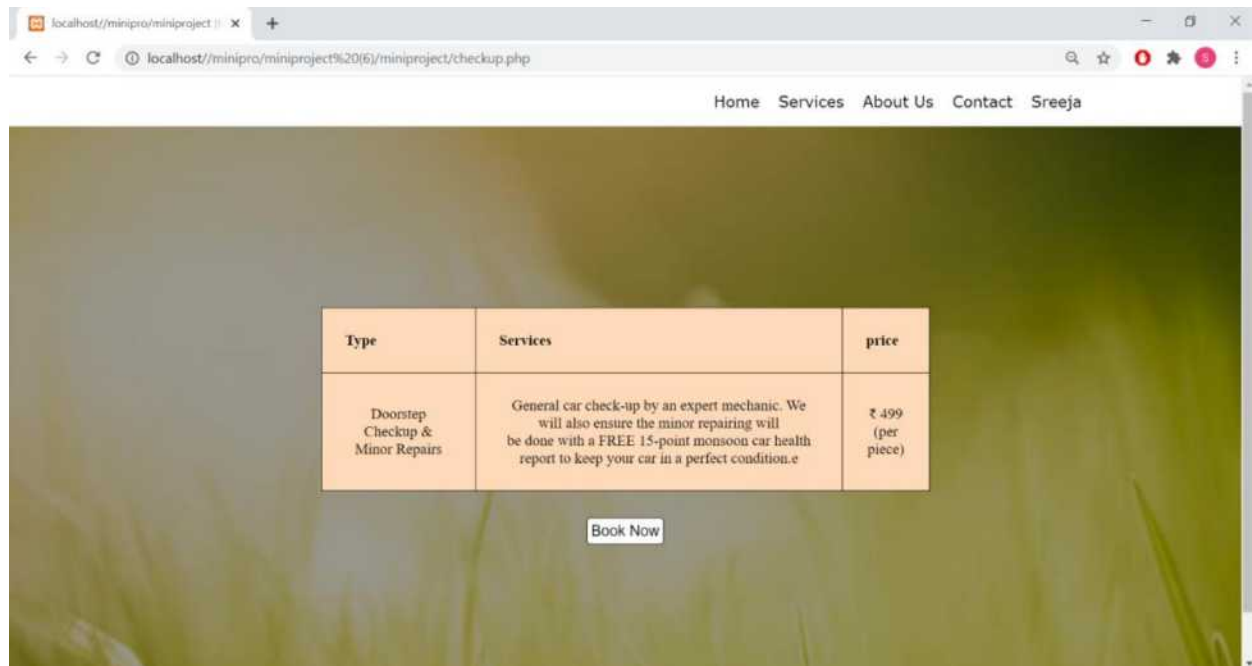 localhost//minipro/miniproject
localhost//minipro/miniproject%20(6)/miniproject/checkup.php
S
Home Services About Us Contact Sreeja
Type Services price
Doorstep
Checkup &
Minor Repairs
General car check-up by an expert mechanic. We
will also ensure the minor repairing will
be done with a FREE 15-point monsoon car health
report to keep your car in a perfect condition.e
₹ 499
(per
piece)
Book Now